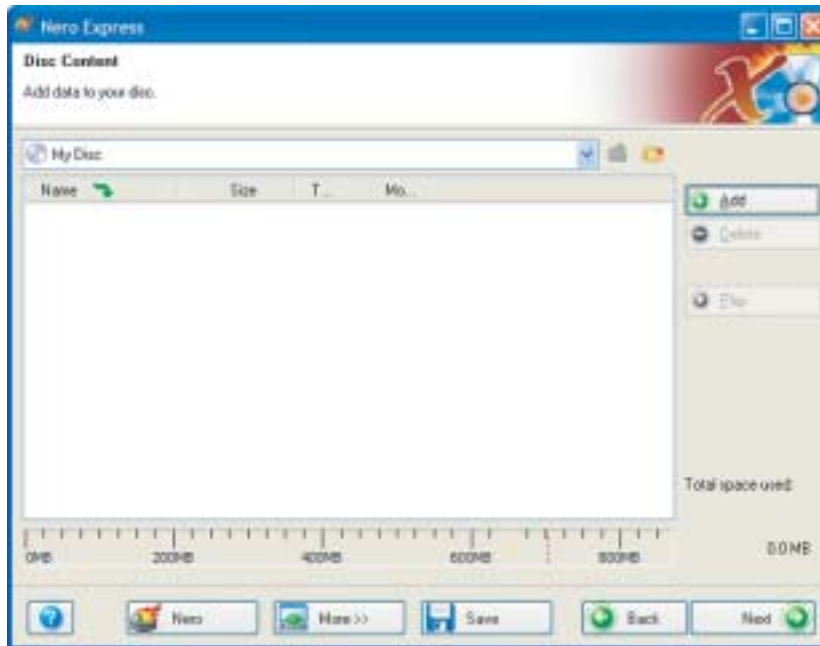 Nero Express
Disc Content
Add data to your disc.
My Disc
Name Size T... Mo...
Add
Delete
Play
Total space used:
0MB 200MB 400MB 600MB 800MB 0.0 MB
Nero More >> Save Back Next